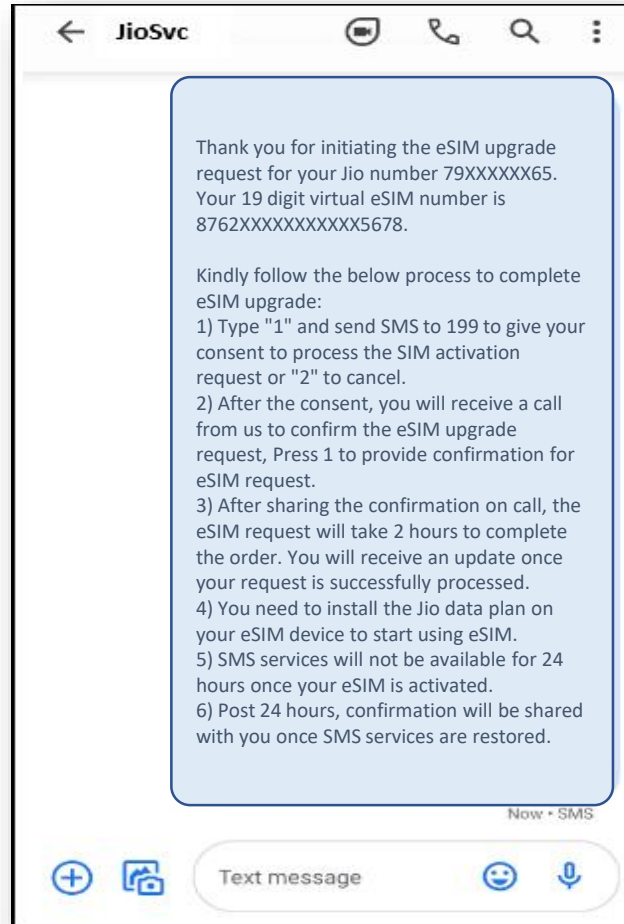 JioSvc
Thank you for initiating the eSIM upgrade
request for your Jio number 79XXXXXX65.
Your 19 digit virtual eSIM number is
8762XXXXXXXXXXX5678.
Kindly follow the below process to complete
eSIM upgrade:
1) Type "1" and send SMS to 199 to give your
consent to process the SIM activation
request or "2" to cancel.
2) After the consent, you will receive a call
from us to confirm the eSIM upgrade
request, Press 1 to provide confirmation for
eSIM request.
3) After sharing the confirmation on call, the
eSIM request will take 2 hours to complete
the order. You will receive an update once
your request is successfully processed.
4) You need to install the Jio data plan on
your eSIM device to start using eSIM.
5) SMS services will not be available for 24
hours once your eSIM is activated.
6) Post 24 hours, confirmation will be shared
with you once SMS services are restored.
Now • SMS
Text message